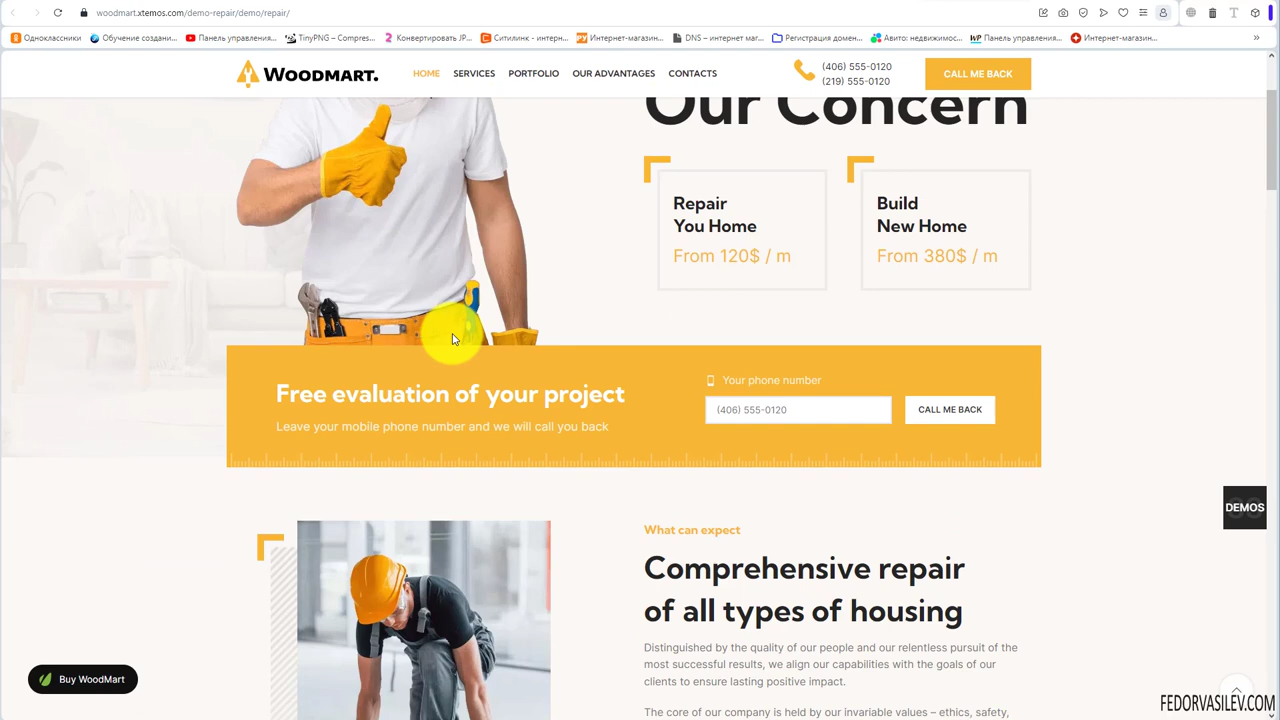 woodmart.xtemos.com/demo-repair/demo/repair/
Одноклассники
Обучение создани...
Панель управления...
TinyPNG – Compres...
Конвертировать JP...
Ситилинк - интерн...
Интернет-магазин...
DNS – интернет маг...
Регистрация домен...
Авито: недвижимос...
Панель управления...
Интернет-магазин...
WOODMART.
HOME
SERVICES
PORTFOLIO
OUR ADVANTAGES
CONTACTS
(406) 555-0120
(219) 555-0120
CALL ME BACK
Our Concern
Repair
You Home
From 120$ / m
Build
New Home
From 380$ / m
Free evaluation of your project
Leave your mobile phone number and we will call you back
Your phone number
(406) 555-0120
CALL ME BACK
DEMOS
What can expect
Comprehensive repair
of all types of housing
Distinguished by the quality of our people and our relentless pursuit of the
most successful results, we align our capabilities with the goals of our
clients to ensure lasting positive impact.
The core of our company is held by our invariable values – ethics, safety,
Buy WoodMart
FEDORVASILEV.COM